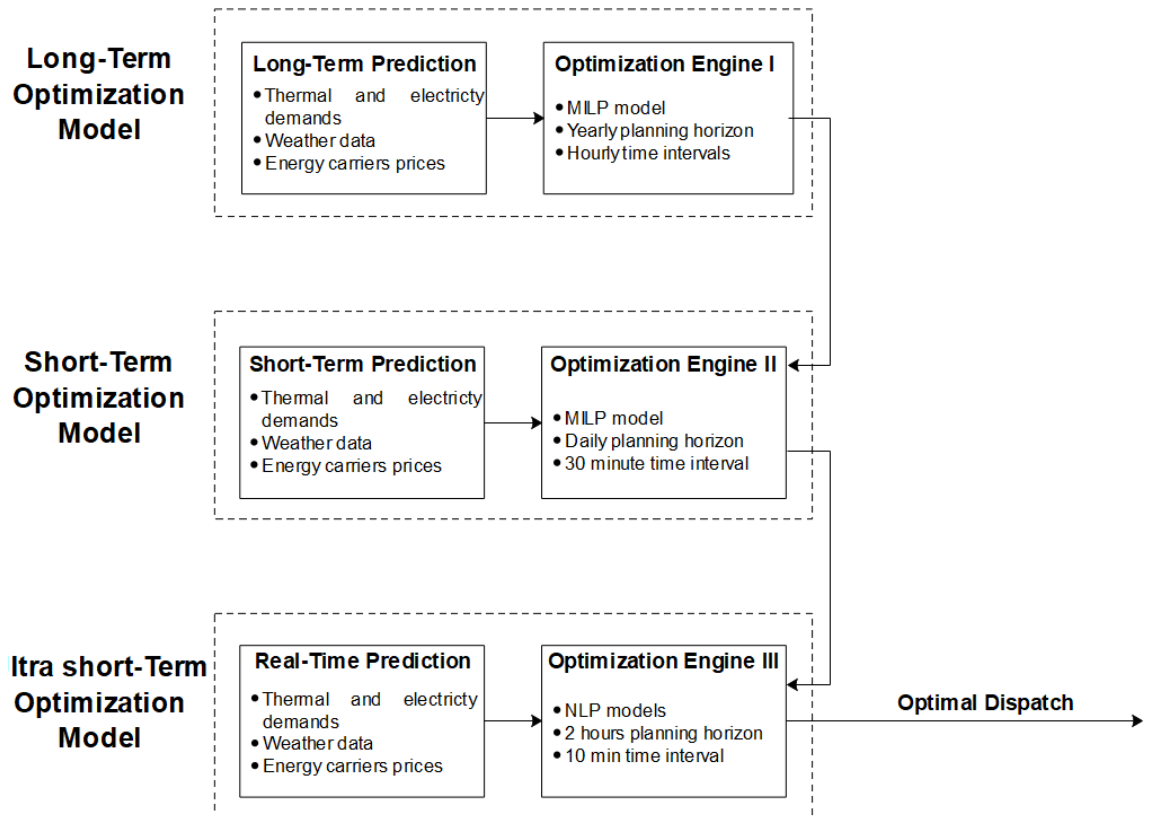 Long-Term
Optimization
Model
Long-Term Prediction
• Thermal and electricty
demands
• Weather data
• Energy carriers prices
Optimization Engine I
• MILP model
• Yearly planning horizon
• Hourly time intervals
Short-Term
Optimization
Model
Short-Term Prediction
• Thermal and electricty
demands
• Weather data
• Energy carriers prices
Optimization Engine II
• MILP model
• Daily planning horizon
• 30 minute time interval
ltra short-Term
Optimization
Model
Real-Time Prediction
• Thermal and electricty
demands
• Weather data
• Energy carriers prices
Optimization Engine III
• NLP models
• 2 hours planning horizon
• 10 min time interval
Optimal Dispatch